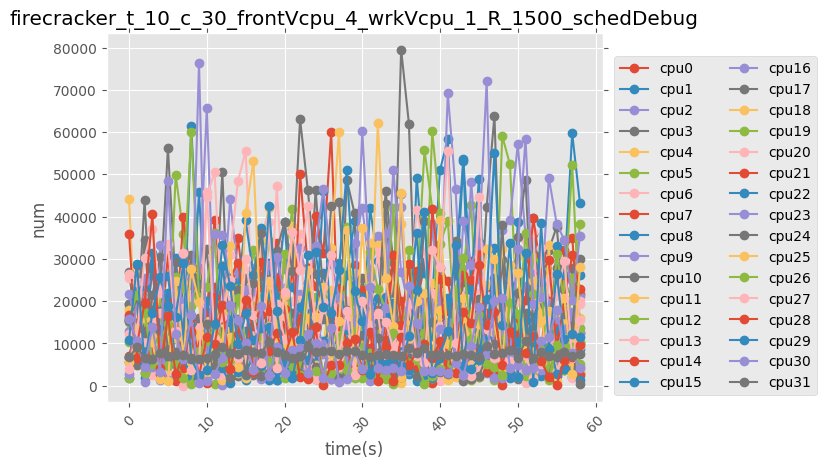 firecracker_t_10_c_30_frontVcpu_4_wrkVcpu_1_R_1500_schedDebug
80000
70000
60000
50000
40000
30000
20000
10000
0
num
0 10 20 30 40 50 60
time(s)
cpu0 cpu16
cpu1 cpu17
cpu2 cpu18
cpu3 cpu19
cpu4 cpu20
cpu5 cpu21
cpu6 cpu22
cpu7 cpu23
cpu8 cpu24
cpu9 cpu25
cpu10 cpu26
cpu11 cpu27
cpu12 cpu28
cpu13 cpu29
cpu14 cpu30
cpu15 cpu31